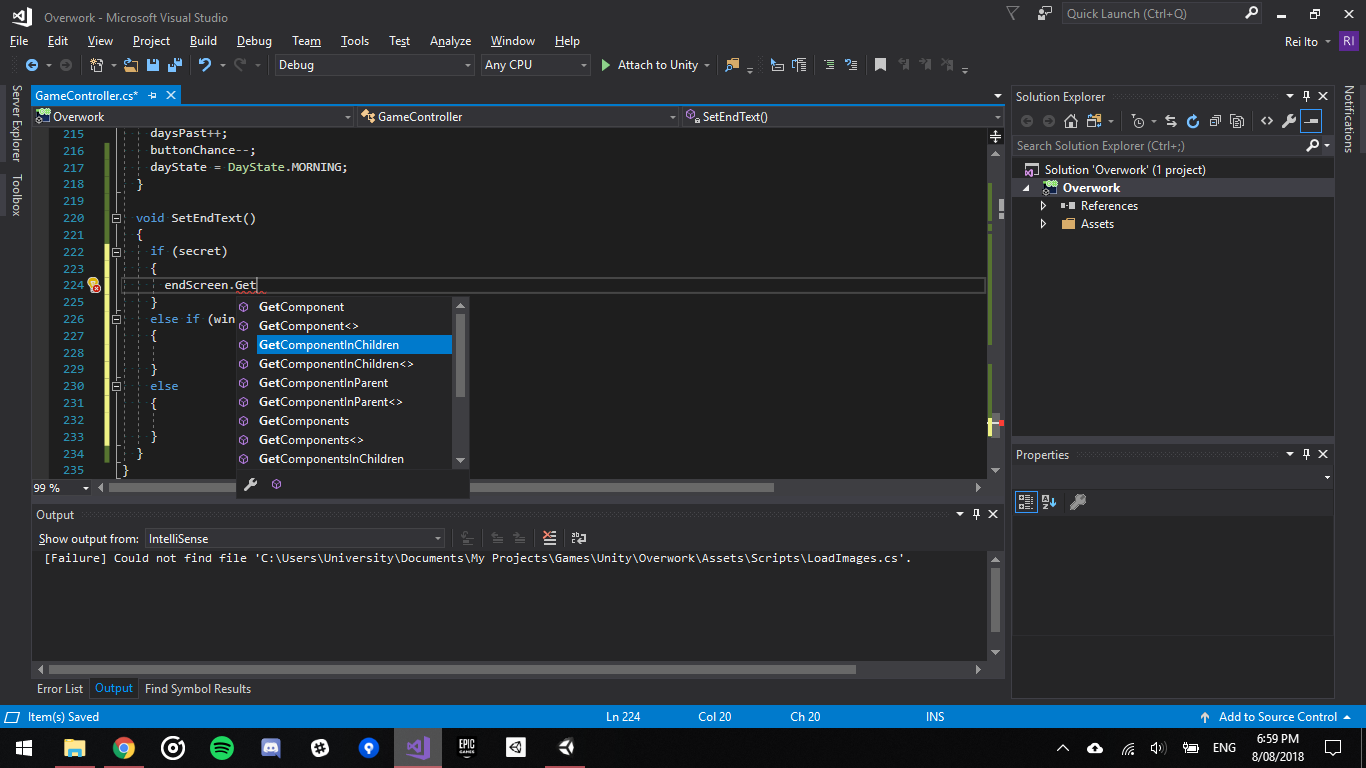 Overwork - Microsoft Visual Studio
Quick Launch (Ctrl+Q)
File Edit View Project Build Debug Team Tools Test Analyze Window Help
Rei Ito RI
Debug Any CPU Attach to Unity
Server Explorer
Toolbox
GameController.cs*
Overwork GameController SetEndText()
215 daysPast++;
216 buttonChance--;
217 dayState = DayState.MORNING;
218 }
219
220 void SetEndText()
221 {
222 if (secret)
223 {
224 endScreen.Get
225 }
226 else if (win
227 {
228
229 }
230 else
231 {
232
233 }
234 }
235 }
GetComponent
GetComponent<>
GetComponentInChildren
GetComponentInChildren<>
GetComponentInParent
GetComponentInParent<>
GetComponents
GetComponents<>
GetComponentsInChildren
99 %
Output
Show output from: IntelliSense
[Failure] Could not find file 'C:\Users\University\Documents\My Projects\Games\Unity\Overwork\Assets\Scripts\LoadImages.cs'.
Error List Output Find Symbol Results
Solution Explorer
Search Solution Explorer (Ctrl+;)
Solution 'Overwork' (1 project)
Overwork
References
Assets
Properties
Notifications
Item(s) Saved Ln 224 Col 20 Ch 20 INS Add to Source Control
EPIC
GAMES
ENG
6:59 PM
8/08/2018